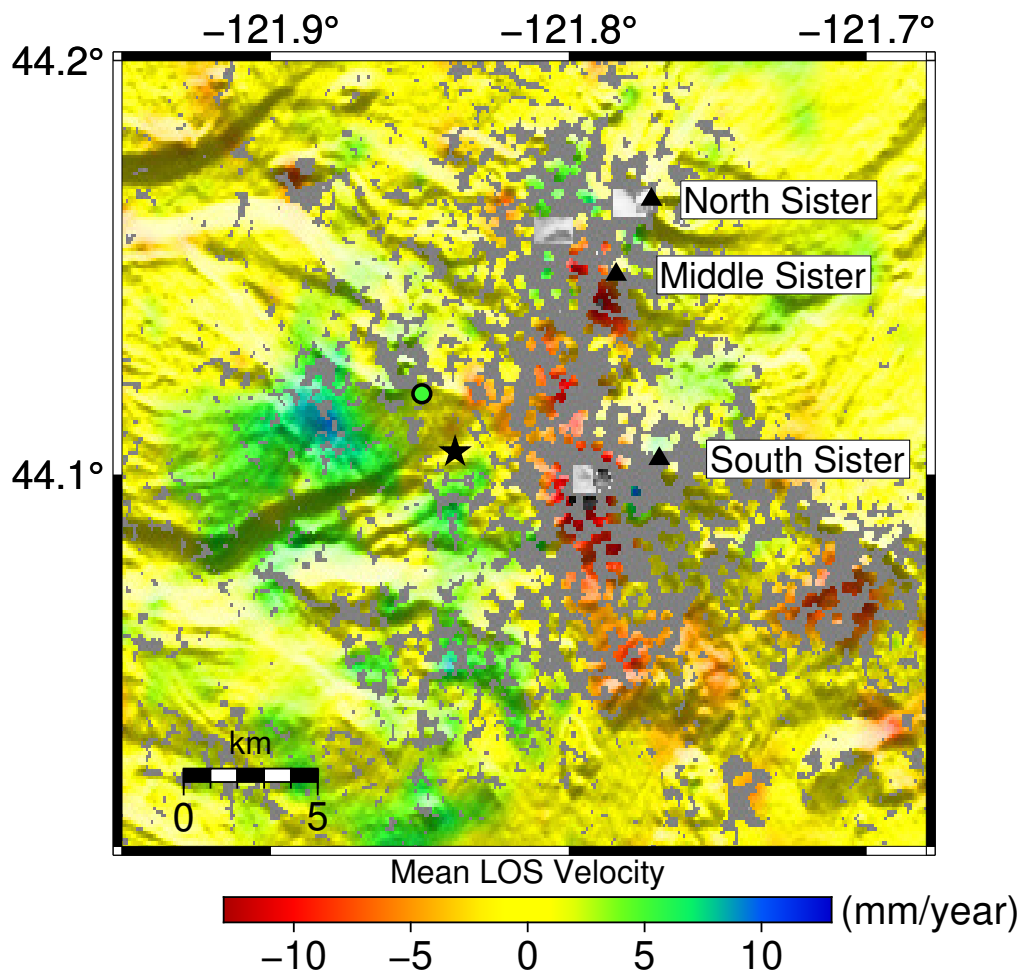 −121.9° −121.8° −121.7°
44.2°
North Sister
Middle Sister
South Sister
44.1°
km
0 5
Mean LOS Velocity
(mm/year)
−10 −5 0 5 10